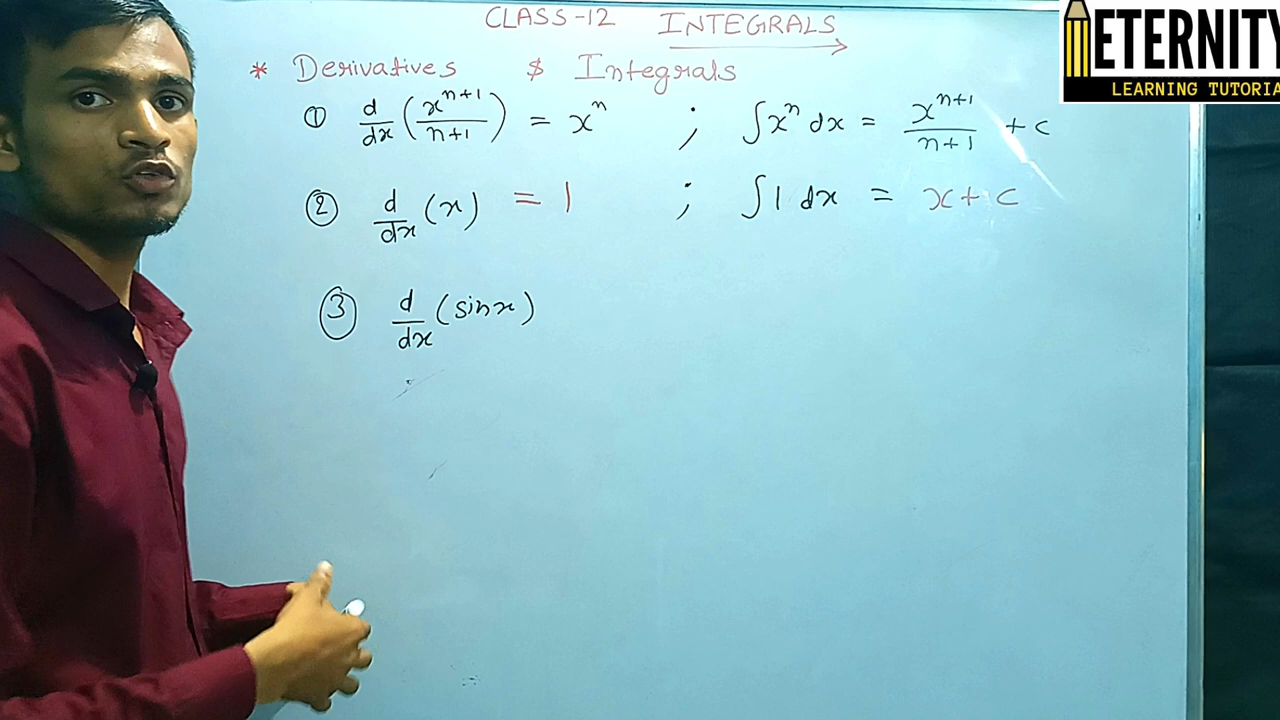 CLASS-12 INTEGRALS
ETERNITY
LEARNING TUTORIA
* Derivatives $ Integrals
① d/dx (x^(n+1)/(n+1)) = x^n ; ∫x^n dx = x^(n+1)/(n+1) + c
② d/dx (x) = 1 ; ∫1 dx = x + c
③ d/dx (sinx)